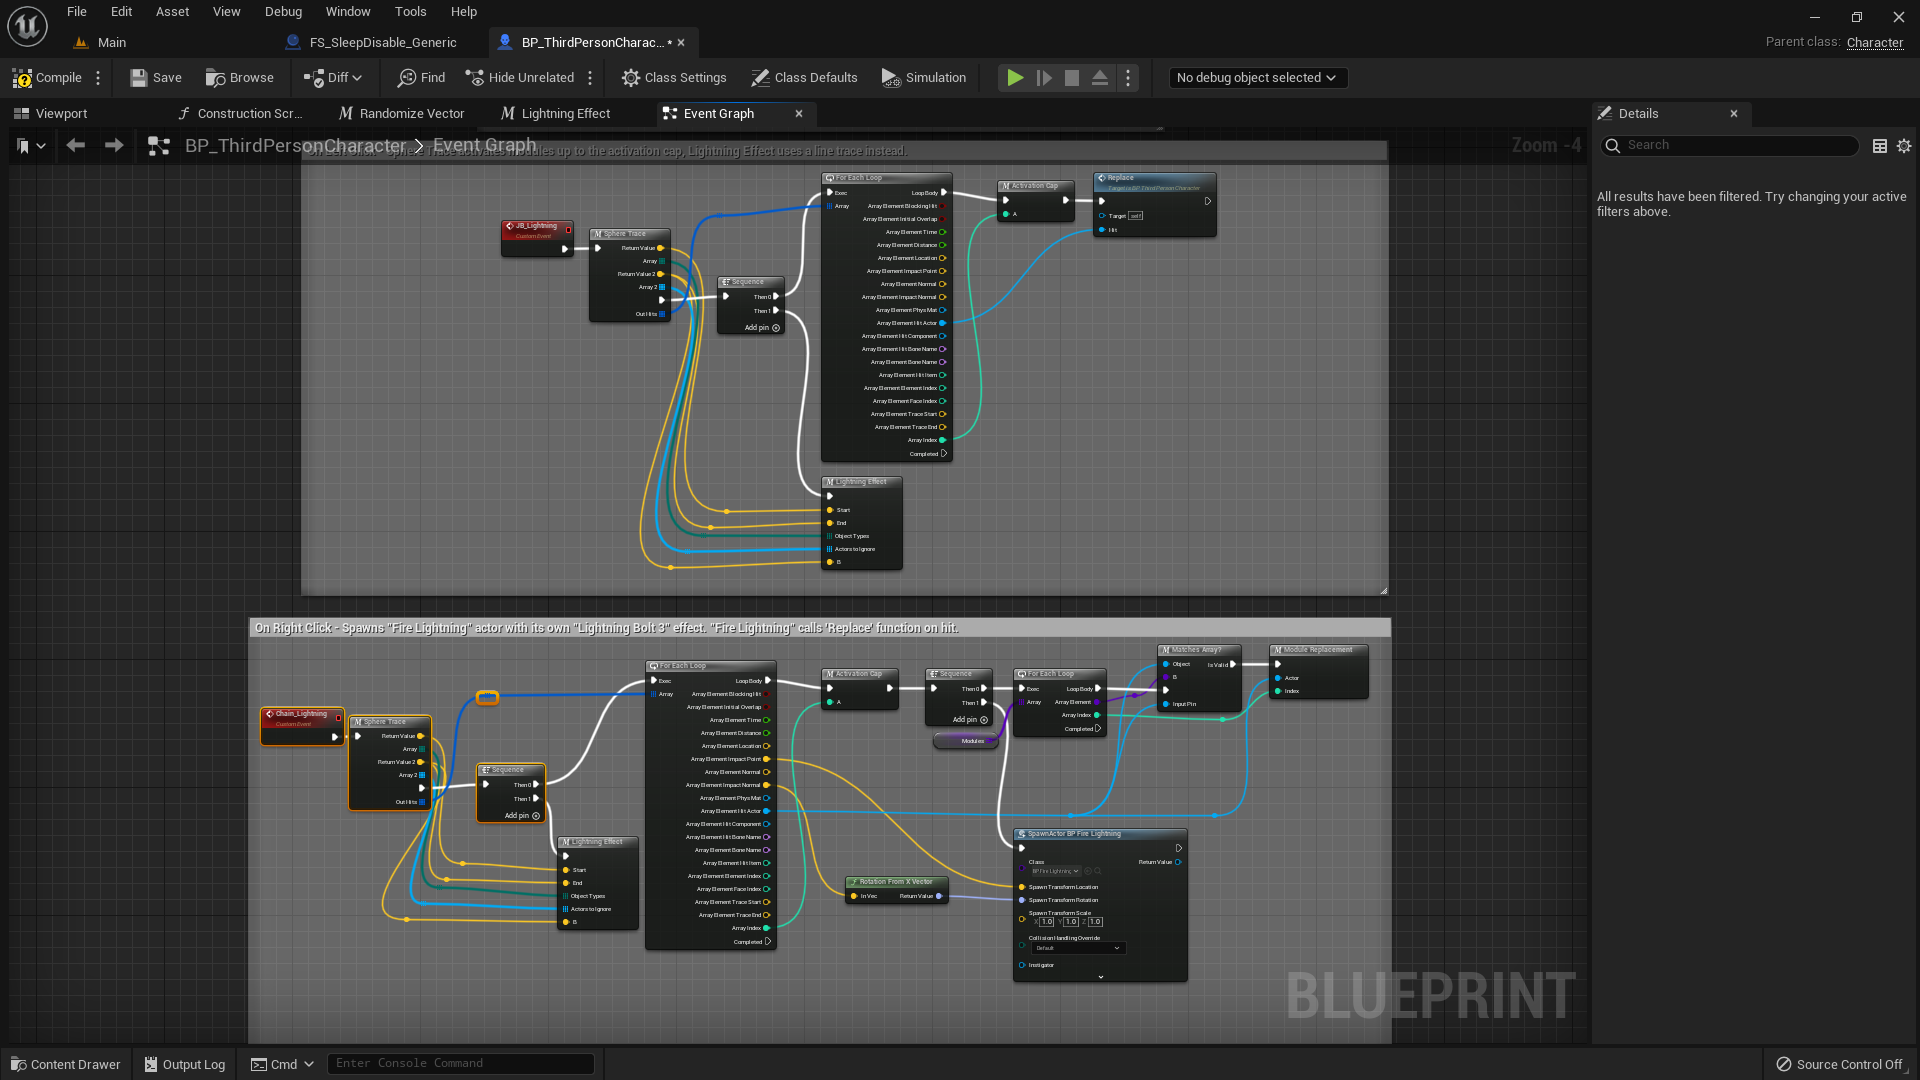 File Edit Asset View Debug Window Tools Help
Main FS_SleepDisable_Generic BP_ThirdPersonCharac... * Parent class: Character
Compile Save Browse Diff Find Hide Unrelated Class Settings Class Defaults Simulation No debug object selected
Viewport Construction Scr... Randomize Vector Lightning Effect Event Graph Details
BP_ThirdPersonCharacter > Event Graph Zoom -4
Search
All results have been filtered. Try changing your active
filters above.
JB_Lightning
Custom Event
Sphere Trace
Return Value
Array
Return Value 2
Array 2
Out Hits
Sequence
Then 0
Then 1
Add pin
For Each Loop
Exec Loop Body
Array Array Element Blocking Hit
Array Element Initial Overlap
Array Element Time
Array Element Distance
Array Element Location
Array Element Impact Point
Array Element Normal
Array Element Impact Normal
Array Element Phys Mat
Array Element Hit Actor
Array Element Hit Component
Array Element Hit Bone Name
Array Element Bone Name
Array Element Hit Item
Array Element Element Index
Array Element Face Index
Array Element Trace Start
Array Element Trace End
Array Index
Completed
Activation Cap
A
Replace
Target is BP Third Person Character
Target self
Hit
Lightning Effect
Start
End
Object Types
Actors to Ignore
B
On Right Click - Spawns "Fire Lightning" actor with its own "Lightning Bolt 3" effect. "Fire Lightning" calls 'Replace' function on hit.
Chain_Lightning
Custom Event
Sphere Trace
Return Value
Array
Return Value 2
Array 2
Out Hits
Sequence
Then 0
Then 1
Add pin
Lightning Effect
Start
End
Object Types
Actors to Ignore
B
For Each Loop
Exec Loop Body
Array Array Element Blocking Hit
Array Element Initial Overlap
Array Element Time
Array Element Distance
Array Element Location
Array Element Impact Point
Array Element Normal
Array Element Impact Normal
Array Element Phys Mat
Array Element Hit Actor
Array Element Hit Component
Array Element Hit Bone Name
Array Element Bone Name
Array Element Hit Item
Array Element Element Index
Array Element Face Index
Array Element Trace Start
Array Element Trace End
Array Index
Completed
Activation Cap
A
Sequence
Then 0
Then 1
Add pin
Modules
For Each Loop
Exec Loop Body
Array Array Element
Array Index
Completed
Matches Array?
Object Is Valid
B
Input Pin
Module Replacement
Actor
Index
Rotation From X Vector
In Vec Return Value
SpawnActor BP Fire Lightning
Class Return Value
BP Fire Lightning
Spawn Transform Location
Spawn Transform Rotation
Spawn Transform Scale
X 1.0 Y 1.0 Z 1.0
Collision Handling Override
Default
Instigator
BLUEPRINT
Content Drawer Output Log Cmd Enter Console Command Source Control Off